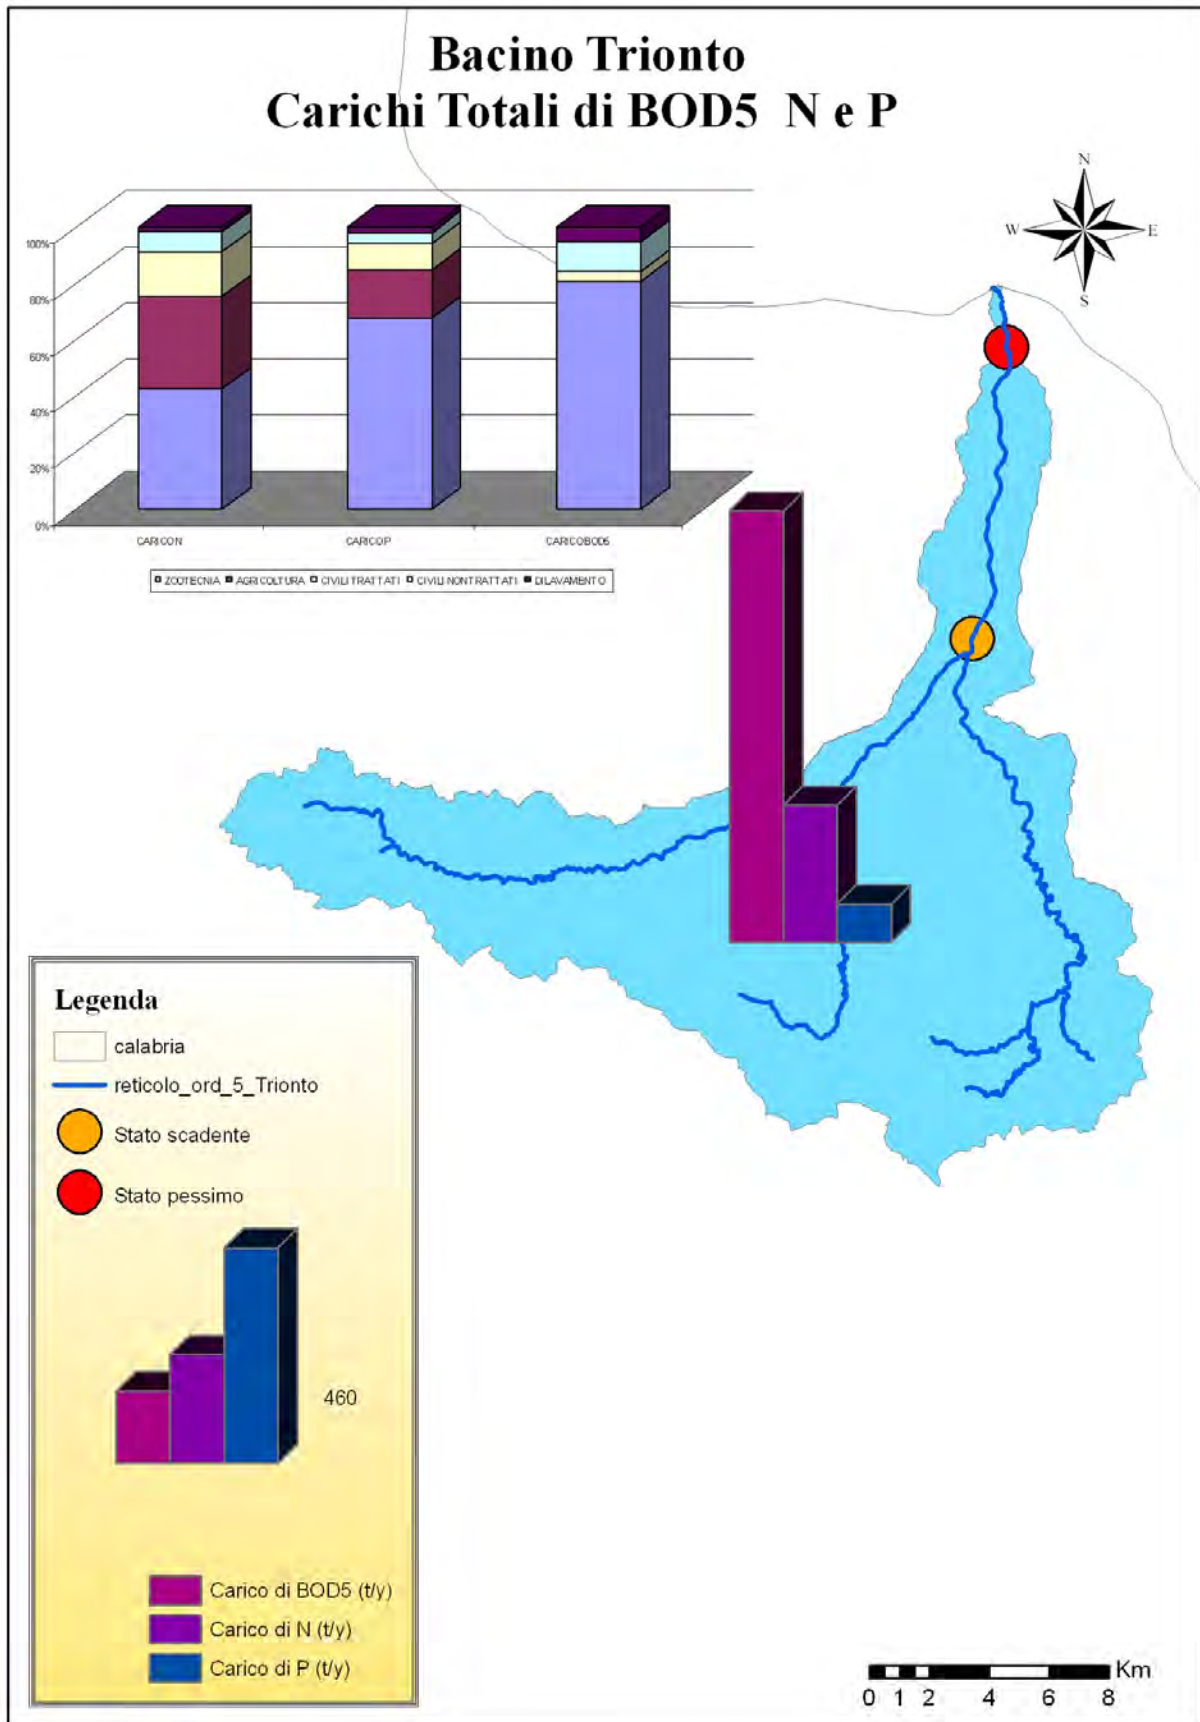 Bacino Trionto
Carichi Totali di BOD5 N e P
N
W
E
S
100%
80%
60%
40%
20%
0%
CARICON
CARICOP
CARICOBOD5
ZOOTECNIA AGRICOLTURA CIVILI TRATTATI CIVILI NONTRATTATI DILAVAMENTO
Legenda
calabria
reticolo_ord_5_Trionto
Stato scadente
Stato pessimo
460
Carico di BOD5 (t/y)
Carico di N (t/y)
Carico di P (t/y)
Km
0 1 2 4 6 8